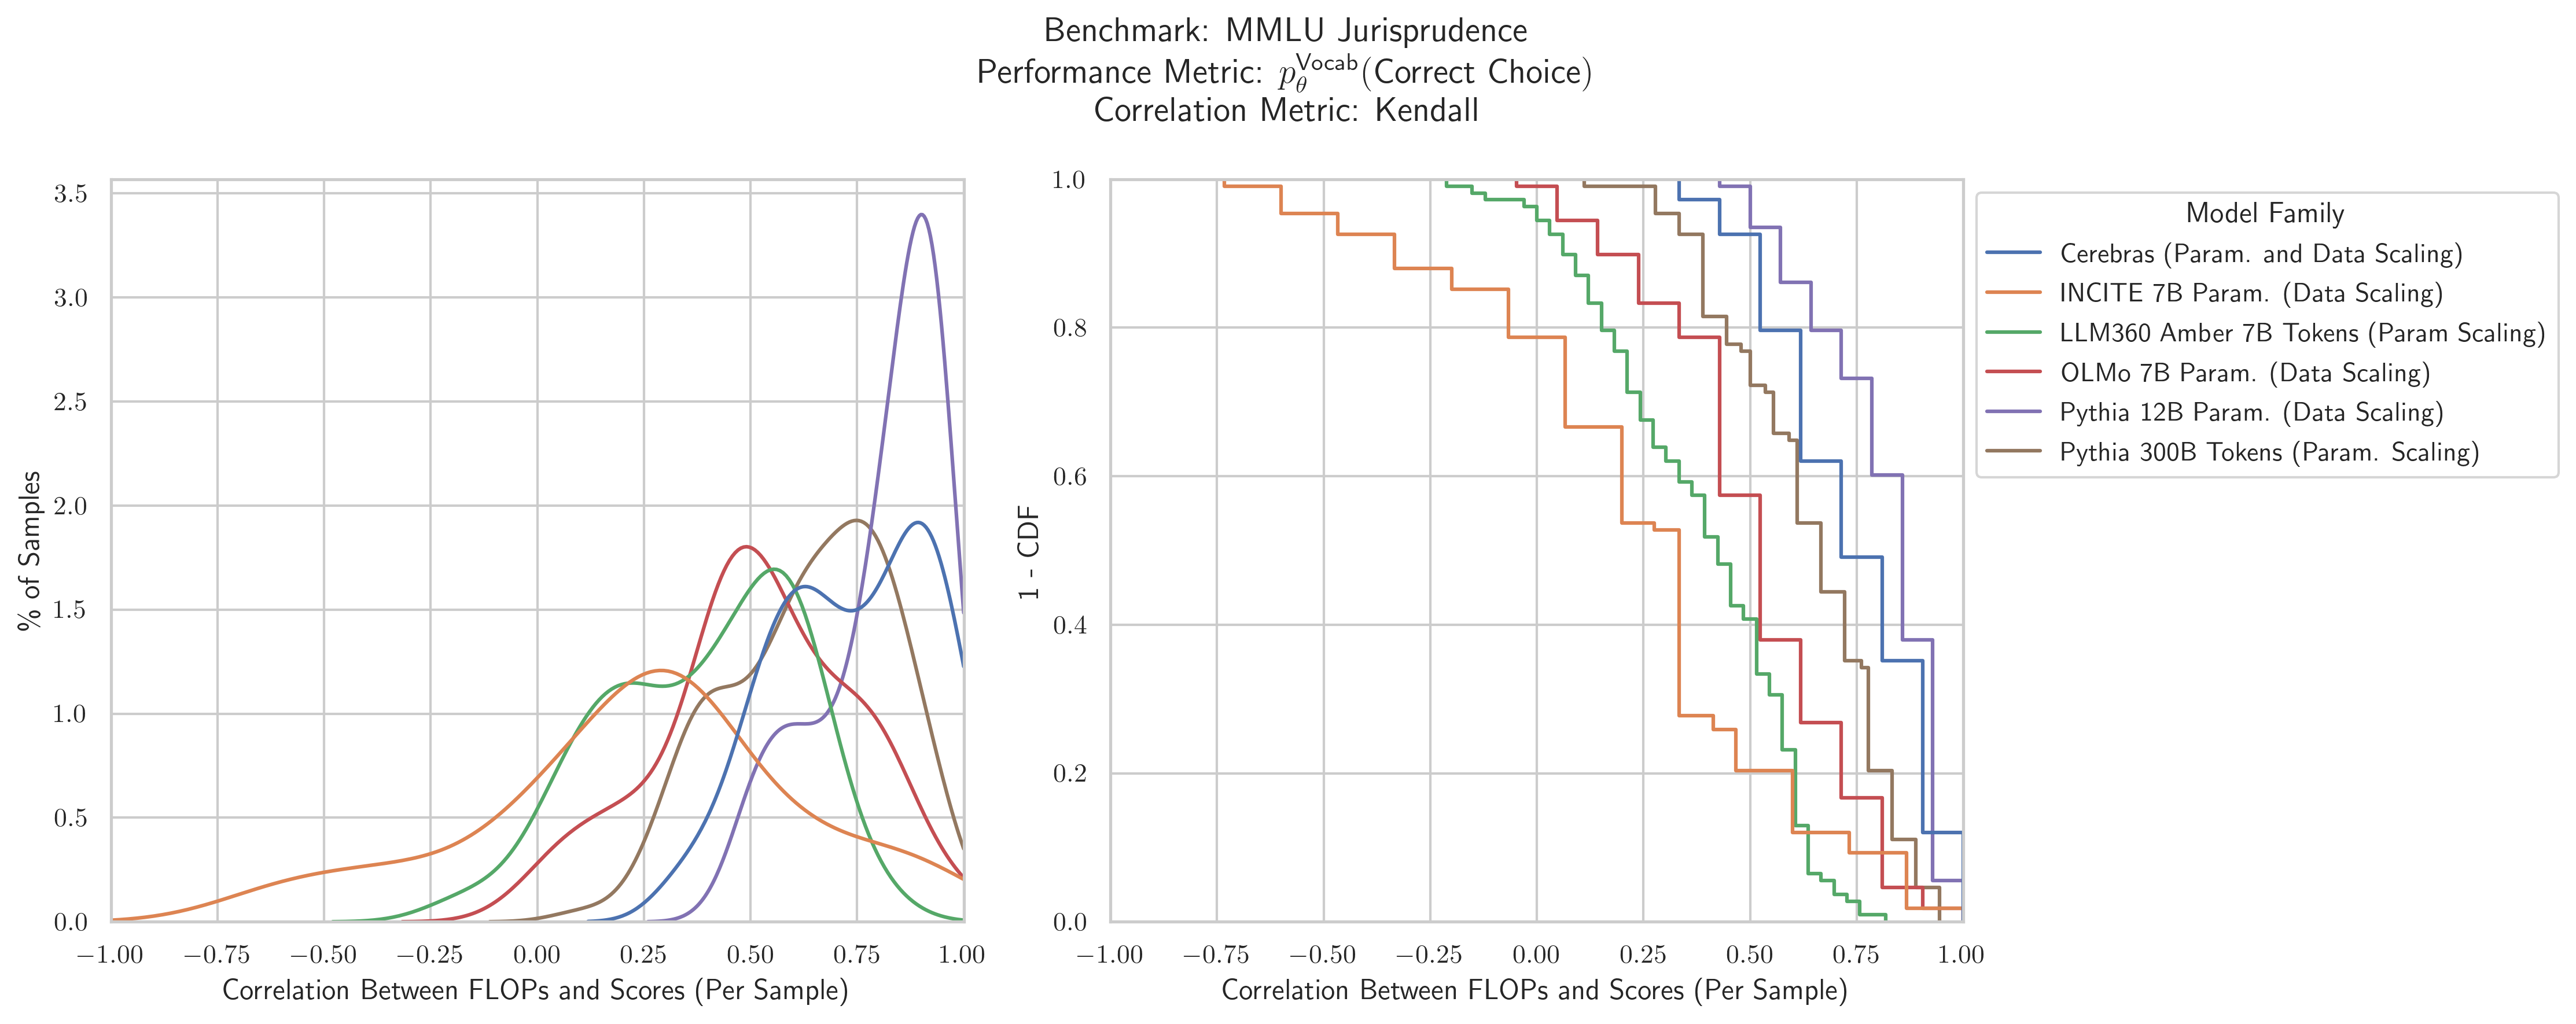 Benchmark: MMLU Jurisprudence
Performance Metric: $p_\theta^{\text{Vocab}}$(Correct Choice)
Correlation Metric: Kendall
% of Samples
3.5
3.0
2.5
2.0
1.5
1.0
0.5
0.0
−1.00 −0.75 −0.50 −0.25 0.00 0.25 0.50 0.75 1.00
Correlation Between FLOPs and Scores (Per Sample)
1 - CDF
1.0
0.8
0.6
0.4
0.2
0.0
−1.00 −0.75 −0.50 −0.25 0.00 0.25 0.50 0.75 1.00
Correlation Between FLOPs and Scores (Per Sample)
Model Family
Cerebras (Param. and Data Scaling)
INCITE 7B Param. (Data Scaling)
LLM360 Amber 7B Tokens (Param Scaling)
OLMo 7B Param. (Data Scaling)
Pythia 12B Param. (Data Scaling)
Pythia 300B Tokens (Param. Scaling)